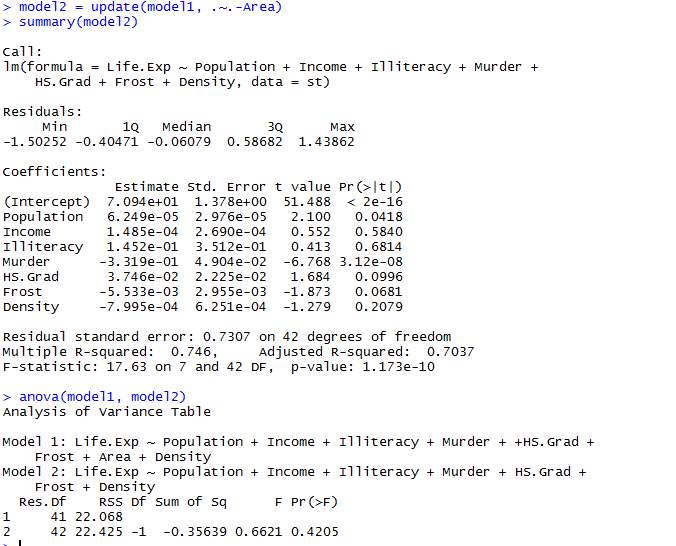 > model2 = update(model1, .~.-Area)
> summary(model2)
Call:
lm(formula = Life.Exp ~ Population + Income + Illiteracy + Murder +
    HS.Grad + Frost + Density, data = st)
Residuals:
     Min       1Q   Median       3Q      Max
-1.50252 -0.40471 -0.06079  0.58682  1.43862
Coefficients:
              Estimate Std. Error t value Pr(>|t|)
(Intercept)  7.094e+01  1.378e+00  51.488  < 2e-16
Population   6.249e-05  2.976e-05   2.100   0.0418
Income       1.485e-04  2.690e-04   0.552   0.5840
Illiteracy   1.452e-01  3.512e-01   0.413   0.6814
Murder      -3.319e-01  4.904e-02  -6.768 3.12e-08
HS.Grad      3.746e-02  2.225e-02   1.684   0.0996
Frost       -5.533e-03  2.955e-03  -1.873   0.0681
Density     -7.995e-04  6.251e-04  -1.279   0.2079
Residual standard error: 0.7307 on 42 degrees of freedom
Multiple R-squared:  0.746,     Adjusted R-squared:  0.7037
F-statistic: 17.63 on 7 and 42 DF,  p-value: 1.173e-10
> anova(model1, model2)
Analysis of Variance Table
Model 1: Life.Exp ~ Population + Income + Illiteracy + Murder + +HS.Grad +
    Frost + Area + Density
Model 2: Life.Exp ~ Population + Income + Illiteracy + Murder + HS.Grad +
    Frost + Density
  Res.Df    RSS Df Sum of Sq      F Pr(>F)
1     41 22.068
2     42 22.425 -1  -0.35639 0.6621 0.4205
>